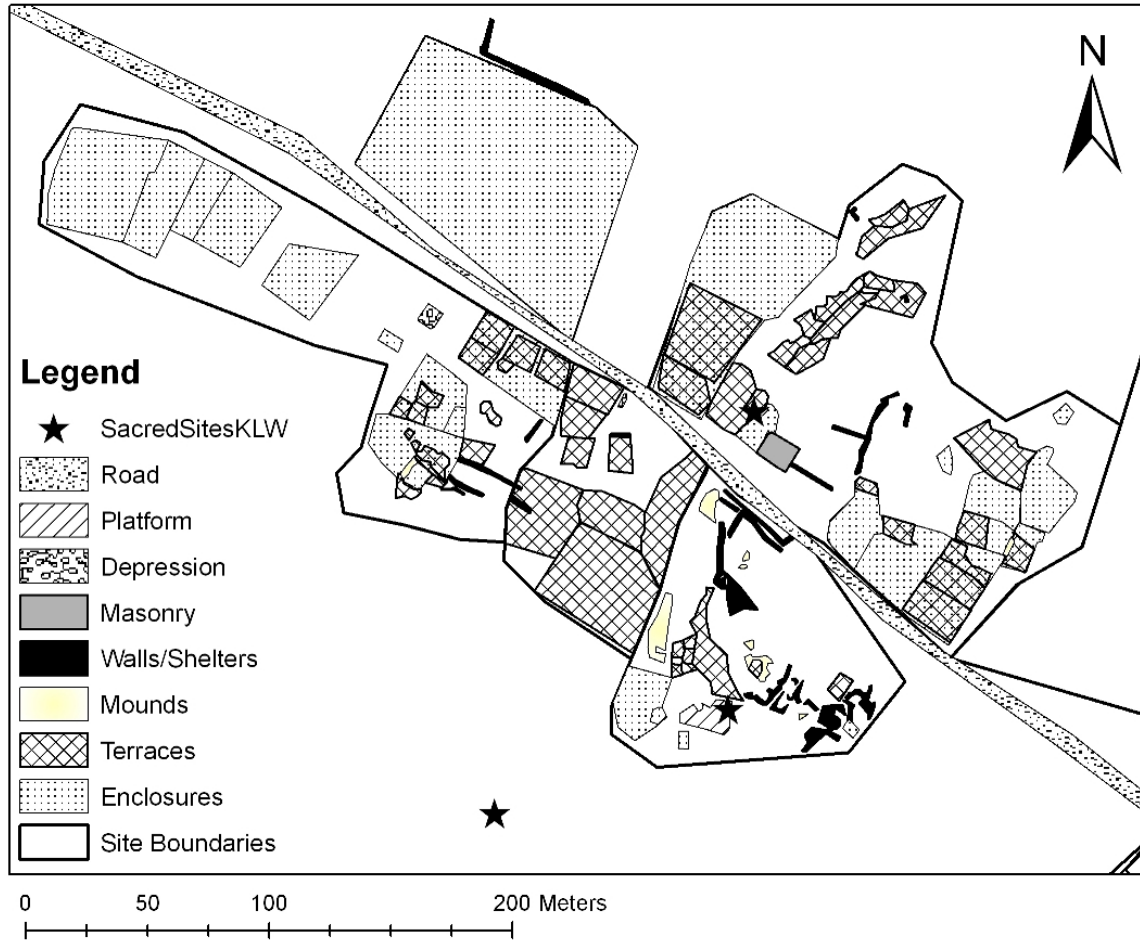 N
Legend
SacredSitesKLW
Road
Platform
Depression
Masonry
Walls/Shelters
Mounds
Terraces
Enclosures
Site Boundaries
0 50 100 200 Meters